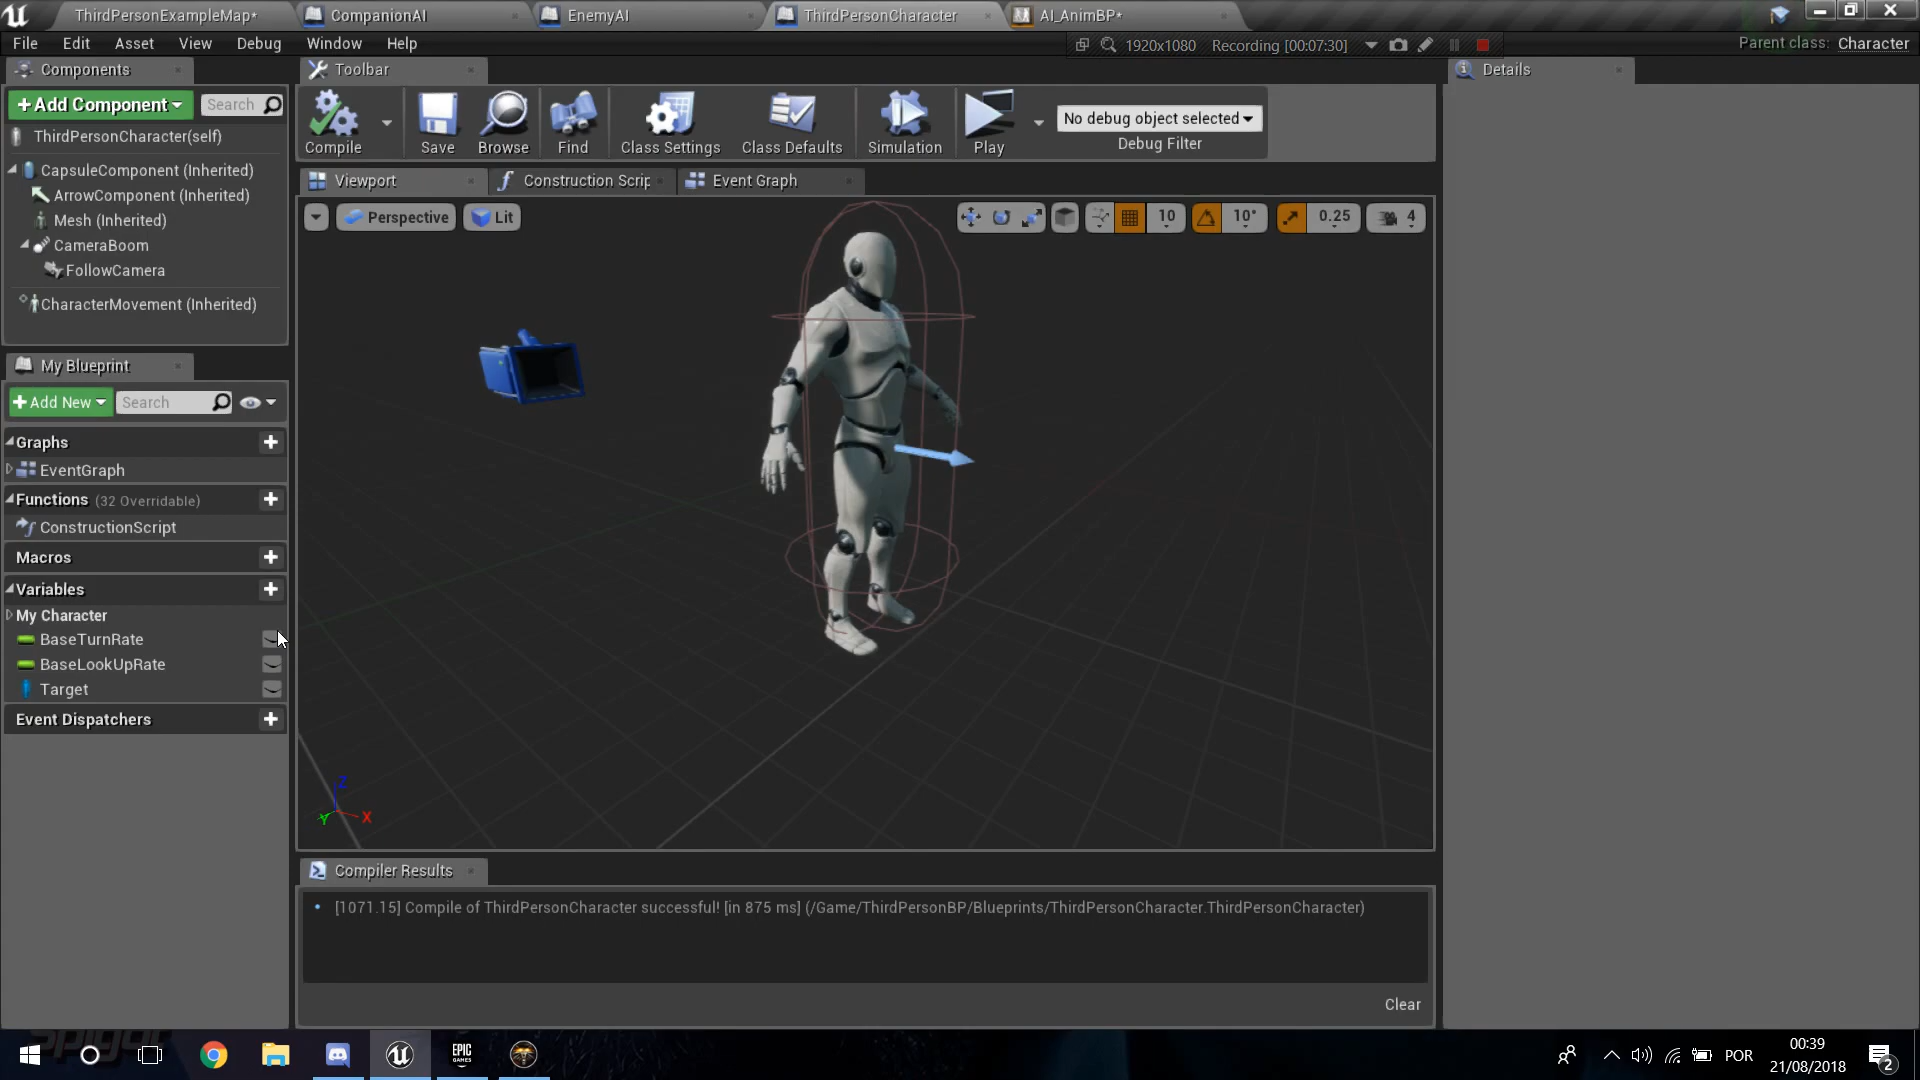 ThirdPersonExampleMap*
CompanionAI
EnemyAI
ThirdPersonCharacter
AI_AnimBP*
File Edit Asset View Debug Window Help
1920x1080 Recording [00:07:30]
Parent class: Character
Components
Toolbar
Details
+Add Component
Search
ThirdPersonCharacter(self)
CapsuleComponent (Inherited)
ArrowComponent (Inherited)
Mesh (Inherited)
CameraBoom
FollowCamera
CharacterMovement (Inherited)
Compile
Save
Browse
Find
Class Settings
Class Defaults
Simulation
Play
No debug object selected
Debug Filter
Viewport
Construction Scrip
Event Graph
Perspective
Lit
10
10°
0.25
4
My Blueprint
+Add New
Search
Graphs
EventGraph
Functions (32 Overridable)
ConstructionScript
Macros
Variables
My Character
BaseTurnRate
BaseLookUpRate
Target
Event Dispatchers
Z
X
Y
Compiler Results
[1071.15] Compile of ThirdPersonCharacter successful! [in 875 ms] (/Game/ThirdPersonBP/Blueprints/ThirdPersonCharacter.ThirdPersonCharacter)
Clear
EPIC
GAMES
POR
00:39
21/08/2018
2